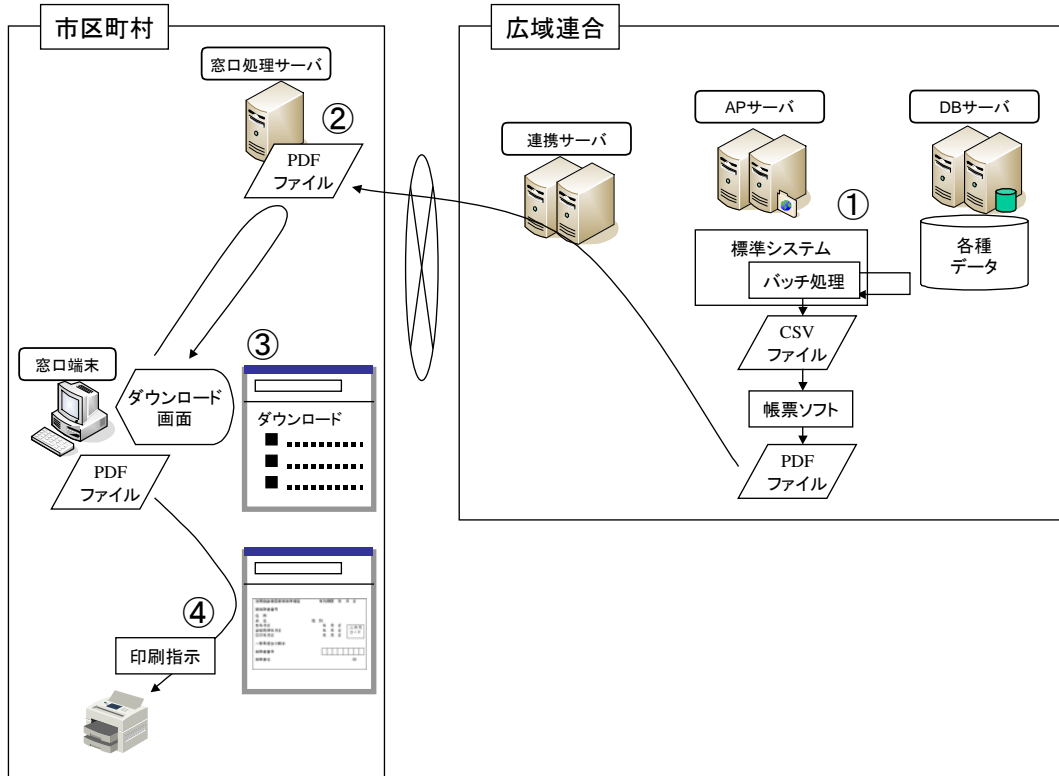 市区町村
窓口処理サーバ
②
PDF
ファイル
窓口端末
ダウンロード
画面
PDF
ファイル
③
ダウンロード
④
印刷指示
広域連合
連携サーバ
APサーバ
DBサーバ
①
各種
データ
標準システム
バッチ処理
CSV
ファイル
帳票ソフト
PDF
ファイル